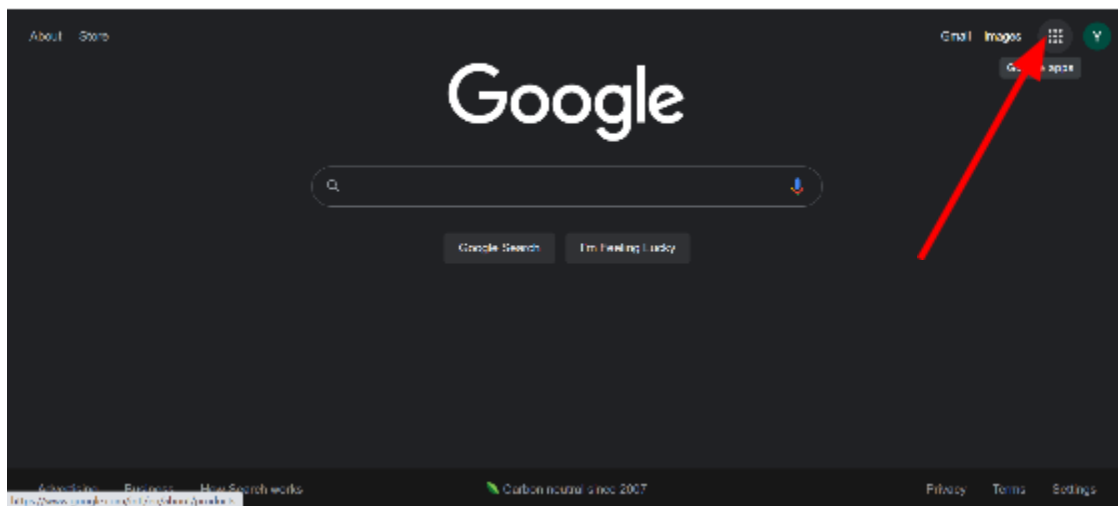 About Store
Gmail Images
Y
apps
Google
Google Search I'm Feeling Lucky
Advertising Business How Search works
Carbon neutral since 2007
Privacy Terms Settings